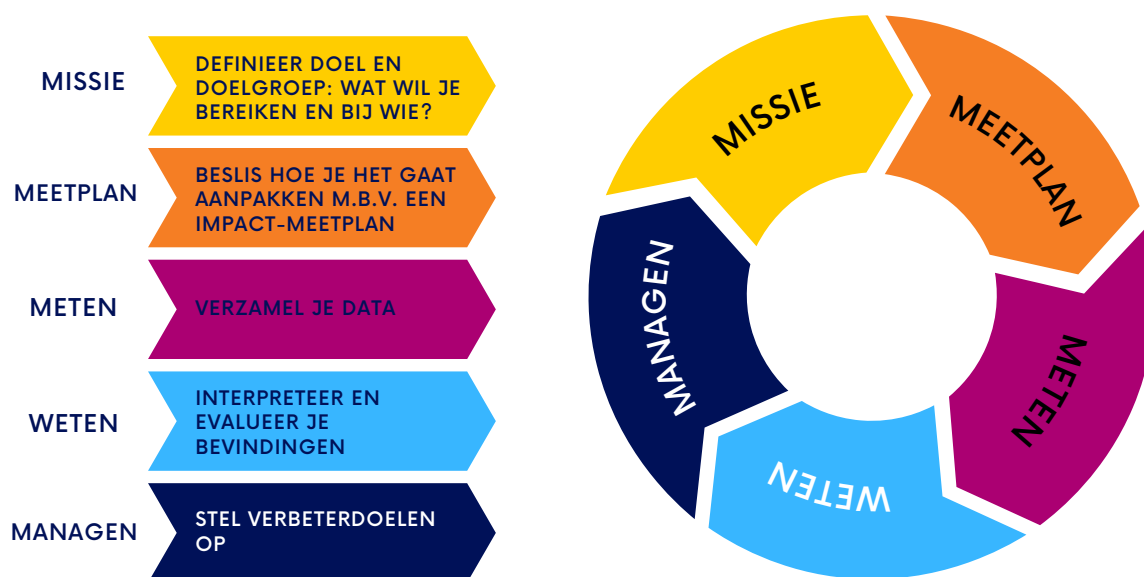 MISSIE
DEFINIEER DOEL EN
DOELGROEP: WAT WIL JE
BEREIKEN EN BIJ WIE?
MEETPLAN
BESLIS HOE JE HET GAAT
AANPAKKEN M.B.V. EEN
IMPACT-MEETPLAN
METEN
VERZAMEL JE DATA
WETEN
INTERPRETEER EN
EVALUEER JE
BEVINDINGEN
MANAGEN
STEL VERBETERDOELEN
OP
MISSIE
MEETPLAN
METEN
WETEN
MANAGEN